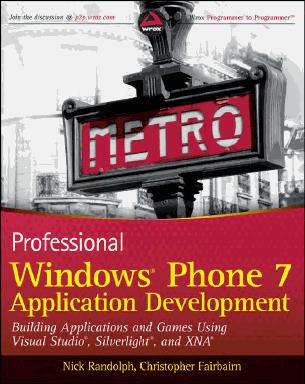 Join the discussion @ p2p.wrox.com
wrox
Wrox Programmer to Programmer™
METRO
Professional
Windows® Phone 7
Application Development
Building Applications and Games Using
Visual Studio®, Silverlight®, and XNA®
Nick Randolph, Christopher Fairbairn